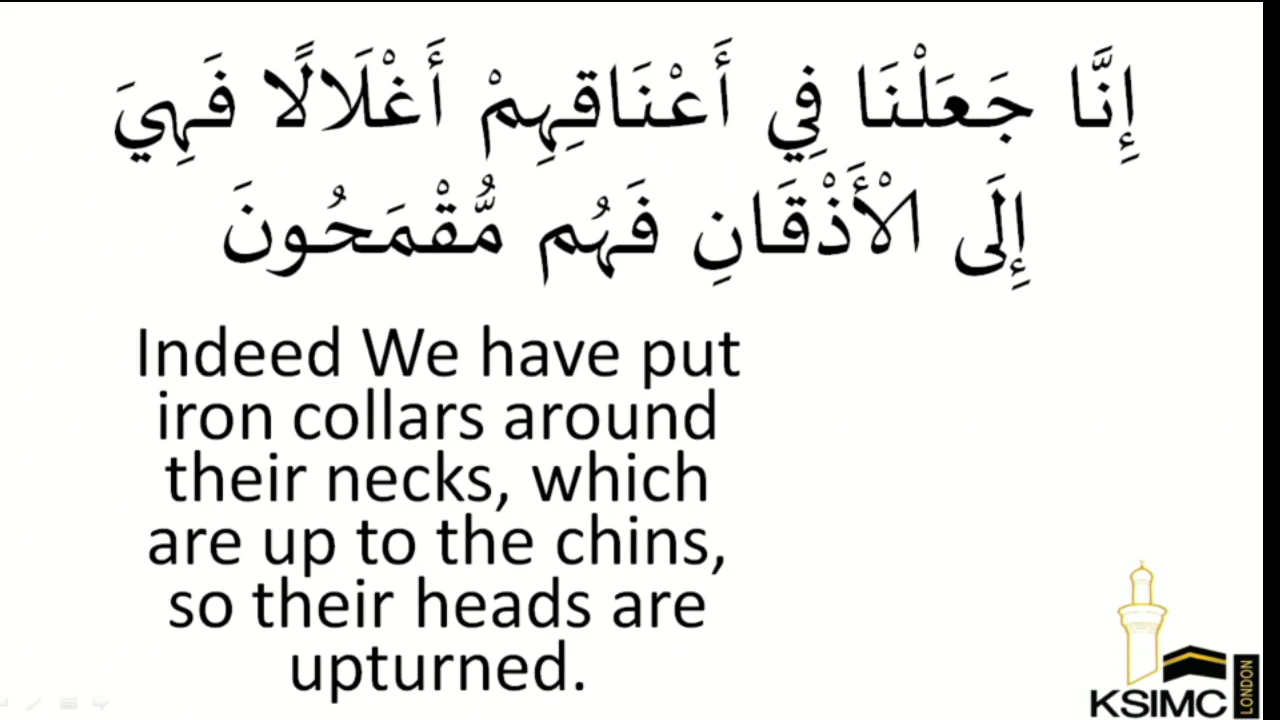 إِنَّا جَعَلْنَا فِي أَعْنَاقِهِمْ أَغْلَالًا فَهِيَ
إِلَى الْأَذْقَانِ فَهُم مُّقْمَحُونَ
Indeed We have put
iron collars around
their necks, which
are up to the chins,
so their heads are
upturned.
KSIMC
LONDON